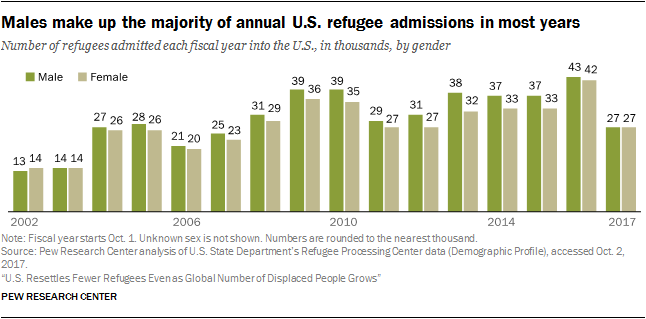 Males make up the majority of annual U.S. refugee admissions in most years
Number of refugees admitted each fiscal year into the U.S., in thousands, by gender
Male Female
13 14 14 14 27 26 28 26 21 20 25 23 31 29 39 36 39 35 29 27 31 27 38 32 37 33 37 33 43 42 27 27
2002 2006 2010 2014 2017
Note: Fiscal year starts Oct. 1. Unknown sex is not shown. Numbers are rounded to the nearest thousand.
Source: Pew Research Center analysis of U.S. State Department's Refugee Processing Center data (Demographic Profile), accessed Oct. 2,
2017.
“U.S. Resettles Fewer Refugees Even as Global Number of Displaced People Grows”
PEW RESEARCH CENTER